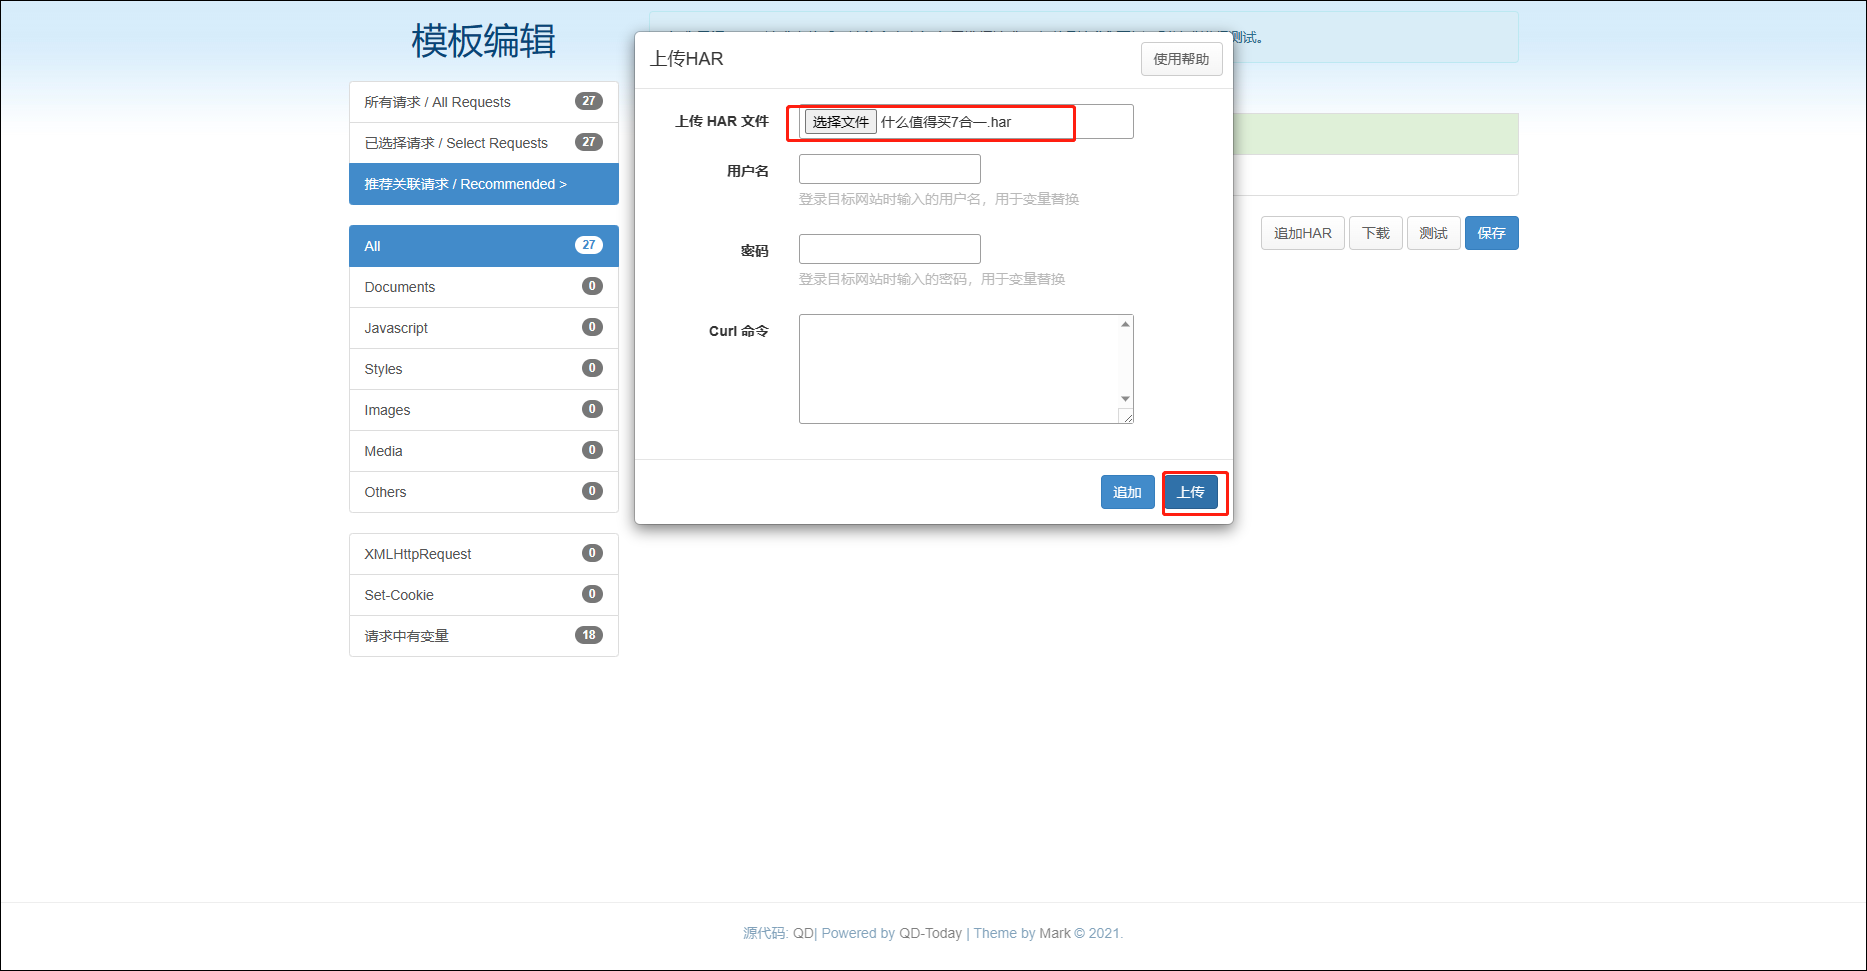 模板编辑
所有请求 / All Requests 27
已选择请求 / Select Requests 27
推荐关联请求 / Recommended >
All 27
Documents 0
Javascript 0
Styles 0
Images 0
Media 0
Others 0
XMLHttpRequest 0
Set-Cookie 0
请求中有变量 18
测试。
上传HAR 使用帮助
上传 HAR 文件 选择文件 什么值得买7合一.har
用户名
登录目标网站时输入的用户名，用于变量替换
密码
登录目标网站时输入的密码，用于变量替换
Curl 命令
追加 上传
追加HAR 下载 测试 保存
源代码: QD| Powered by QD-Today | Theme by Mark © 2021.